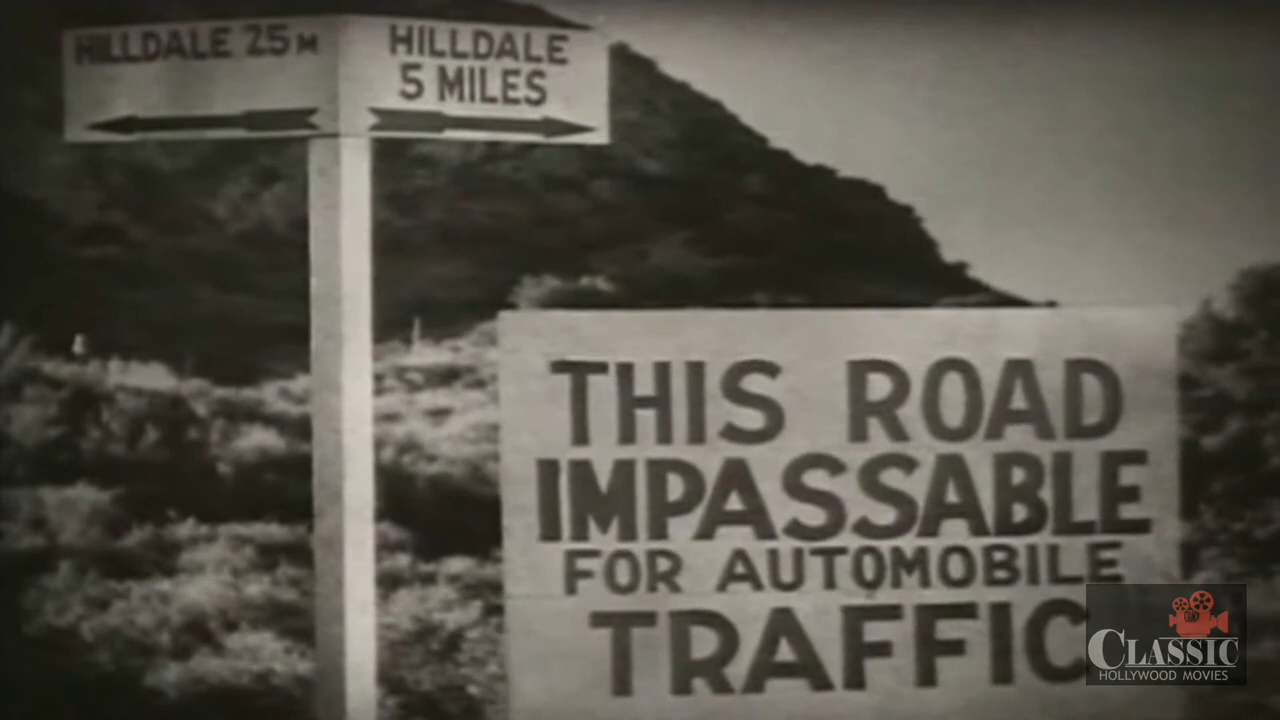 HILLDALE 25 M
HILLDALE
5 MILES
THIS ROAD
IMPASSABLE
FOR AUTOMOBILE
TRAFFIC
CLASSIC
HOLLYWOOD MOVIES